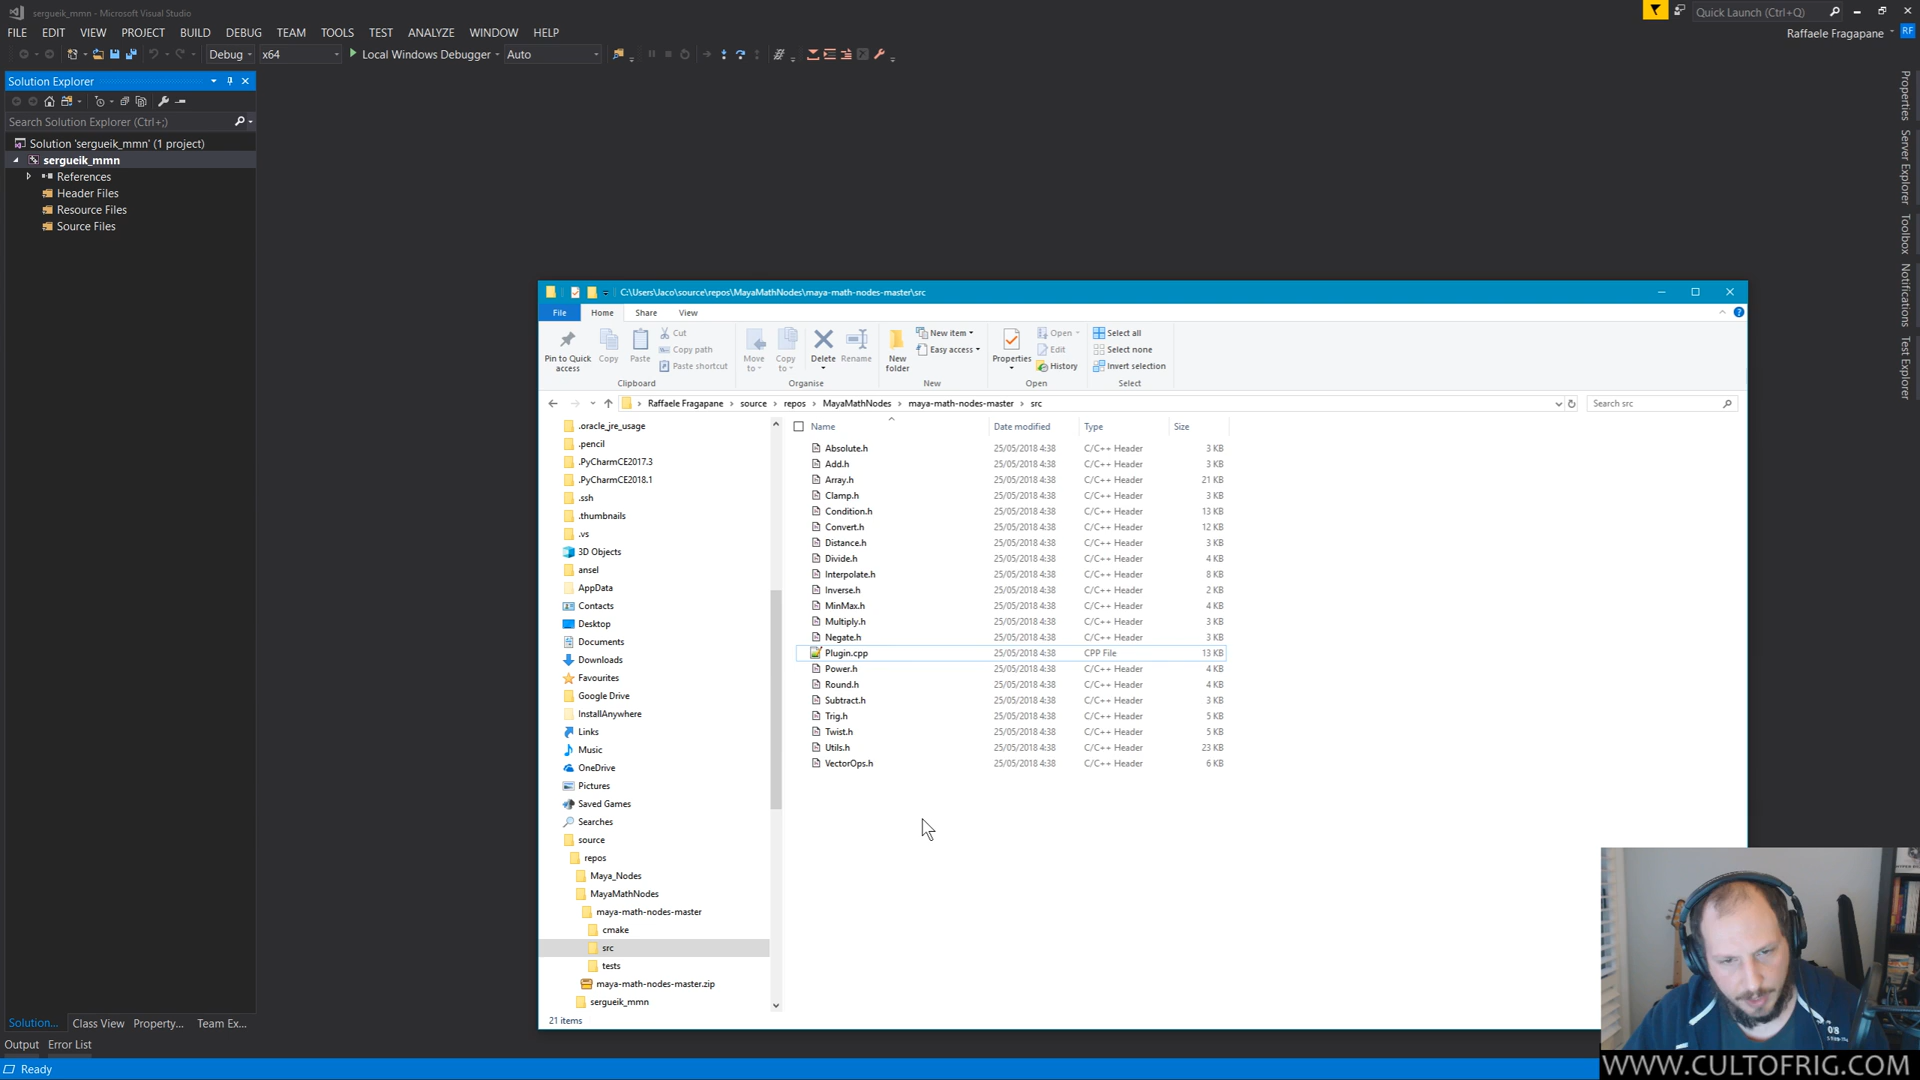 sergueik_mmn - Microsoft Visual Studio
Quick Launch (Ctrl+Q)
FILE EDIT VIEW PROJECT BUILD DEBUG TEAM TOOLS TEST ANALYZE WINDOW HELP
Raffaele Fragapane
RF
Debug x64 Local Windows Debugger Auto
Solution Explorer
Search Solution Explorer (Ctrl+;)
Solution 'sergueik_mmn' (1 project)
sergueik_mmn
References
Header Files
Resource Files
Source Files
Properties
Server Explorer
Toolbox
Notifications
Test Explorer
C:\Users\Jaco\source\repos\MayaMathNodes\maya-math-nodes-master\src
File Home Share View
Pin to Quick access
Copy
Paste
Cut
Copy path
Paste shortcut
Clipboard
Move to
Copy to
Delete
Rename
Organise
New folder
New item
Easy access
New
Properties
Open
Edit
History
Open
Select all
Select none
Invert selection
Select
Raffaele Fragapane > source > repos > MayaMathNodes > maya-math-nodes-master > src
Search src
.oracle_jre_usage
.pencil
.PyCharmCE2017.3
.PyCharmCE2018.1
.ssh
.thumbnails
.vs
3D Objects
ansel
AppData
Contacts
Desktop
Documents
Downloads
Favourites
Google Drive
InstallAnywhere
Links
Music
OneDrive
Pictures
Saved Games
Searches
source
repos
Maya_Nodes
MayaMathNodes
maya-math-nodes-master
cmake
src
tests
maya-math-nodes-master.zip
sergueik_mmn
Name Date modified Type Size
Absolute.h 25/05/2018 4:38 C/C++ Header 3 KB
Add.h 25/05/2018 4:38 C/C++ Header 3 KB
Array.h 25/05/2018 4:38 C/C++ Header 21 KB
Clamp.h 25/05/2018 4:38 C/C++ Header 3 KB
Condition.h 25/05/2018 4:38 C/C++ Header 13 KB
Convert.h 25/05/2018 4:38 C/C++ Header 12 KB
Distance.h 25/05/2018 4:38 C/C++ Header 3 KB
Divide.h 25/05/2018 4:38 C/C++ Header 4 KB
Interpolate.h 25/05/2018 4:38 C/C++ Header 8 KB
Inverse.h 25/05/2018 4:38 C/C++ Header 2 KB
MinMax.h 25/05/2018 4:38 C/C++ Header 4 KB
Multiply.h 25/05/2018 4:38 C/C++ Header 3 KB
Negate.h 25/05/2018 4:38 C/C++ Header 3 KB
Plugin.cpp 25/05/2018 4:38 CPP File 13 KB
Power.h 25/05/2018 4:38 C/C++ Header 4 KB
Round.h 25/05/2018 4:38 C/C++ Header 4 KB
Subtract.h 25/05/2018 4:38 C/C++ Header 3 KB
Trig.h 25/05/2018 4:38 C/C++ Header 5 KB
Twist.h 25/05/2018 4:38 C/C++ Header 5 KB
Utils.h 25/05/2018 4:38 C/C++ Header 23 KB
VectorOps.h 25/05/2018 4:38 C/C++ Header 6 KB
21 items
Solution... Class View Property... Team Ex...
Output Error List
Ready
WWW.CULTOFRIG.COM